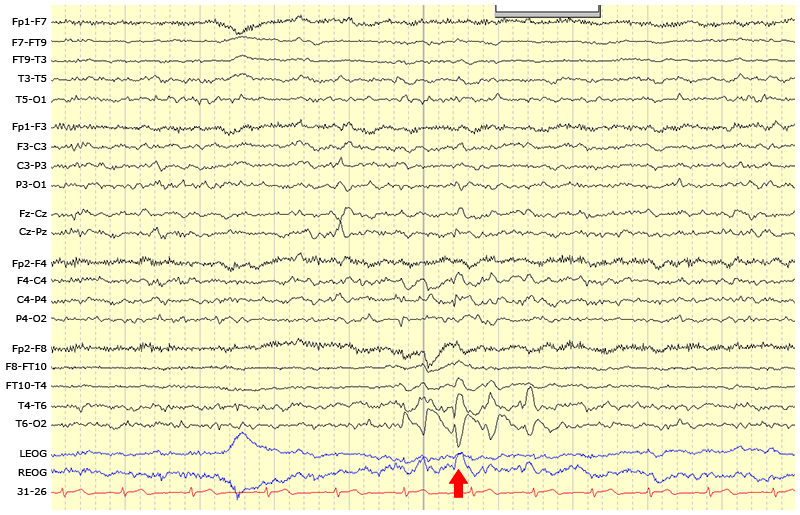 Fp1-F7
F7-FT9
FT9-T3
T3-T5
T5-O1
Fp1-F3
F3-C3
C3-P3
P3-O1
Fz-Cz
Cz-Pz
Fp2-F4
F4-C4
C4-P4
P4-O2
Fp2-F8
F8-FT10
FT10-T4
T4-T6
T6-O2
LEOG
REOG
31-26